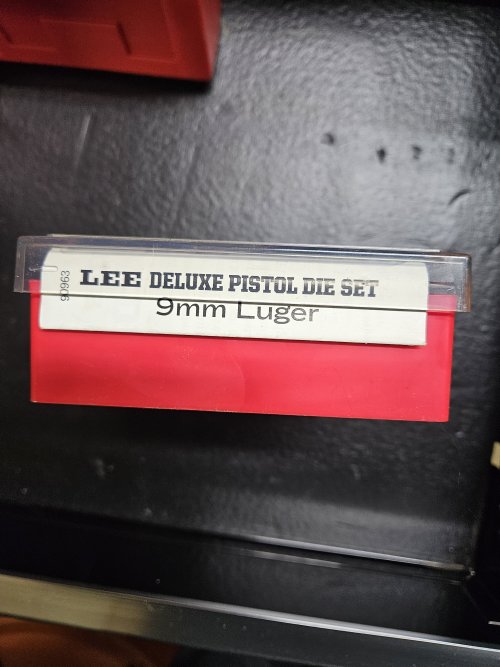 90963
LEE DELUXE PISTOL DIE SET
9mm Luger